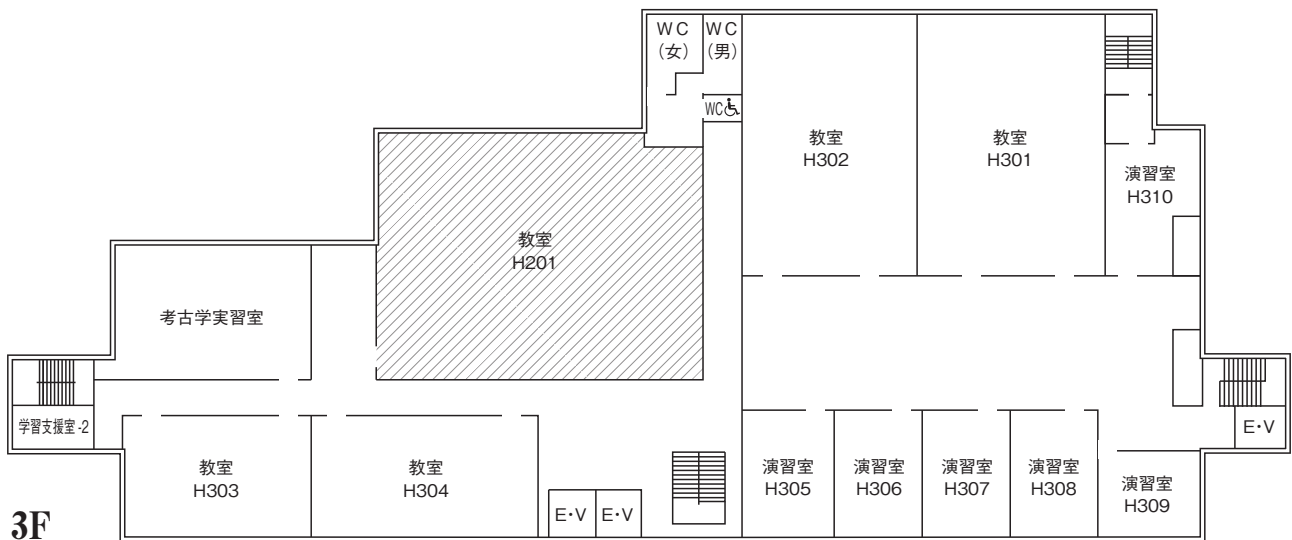 WC
(女)
WC
(男)
WC
教室
H302
教室
H301
演習室
H310
教室
H201
考古学実習室
学習支援室-2
教室
H303
教室
H304
E・V
E・V
演習室
H305
演習室
H306
演習室
H307
演習室
H308
演習室
H309
E・V
3F